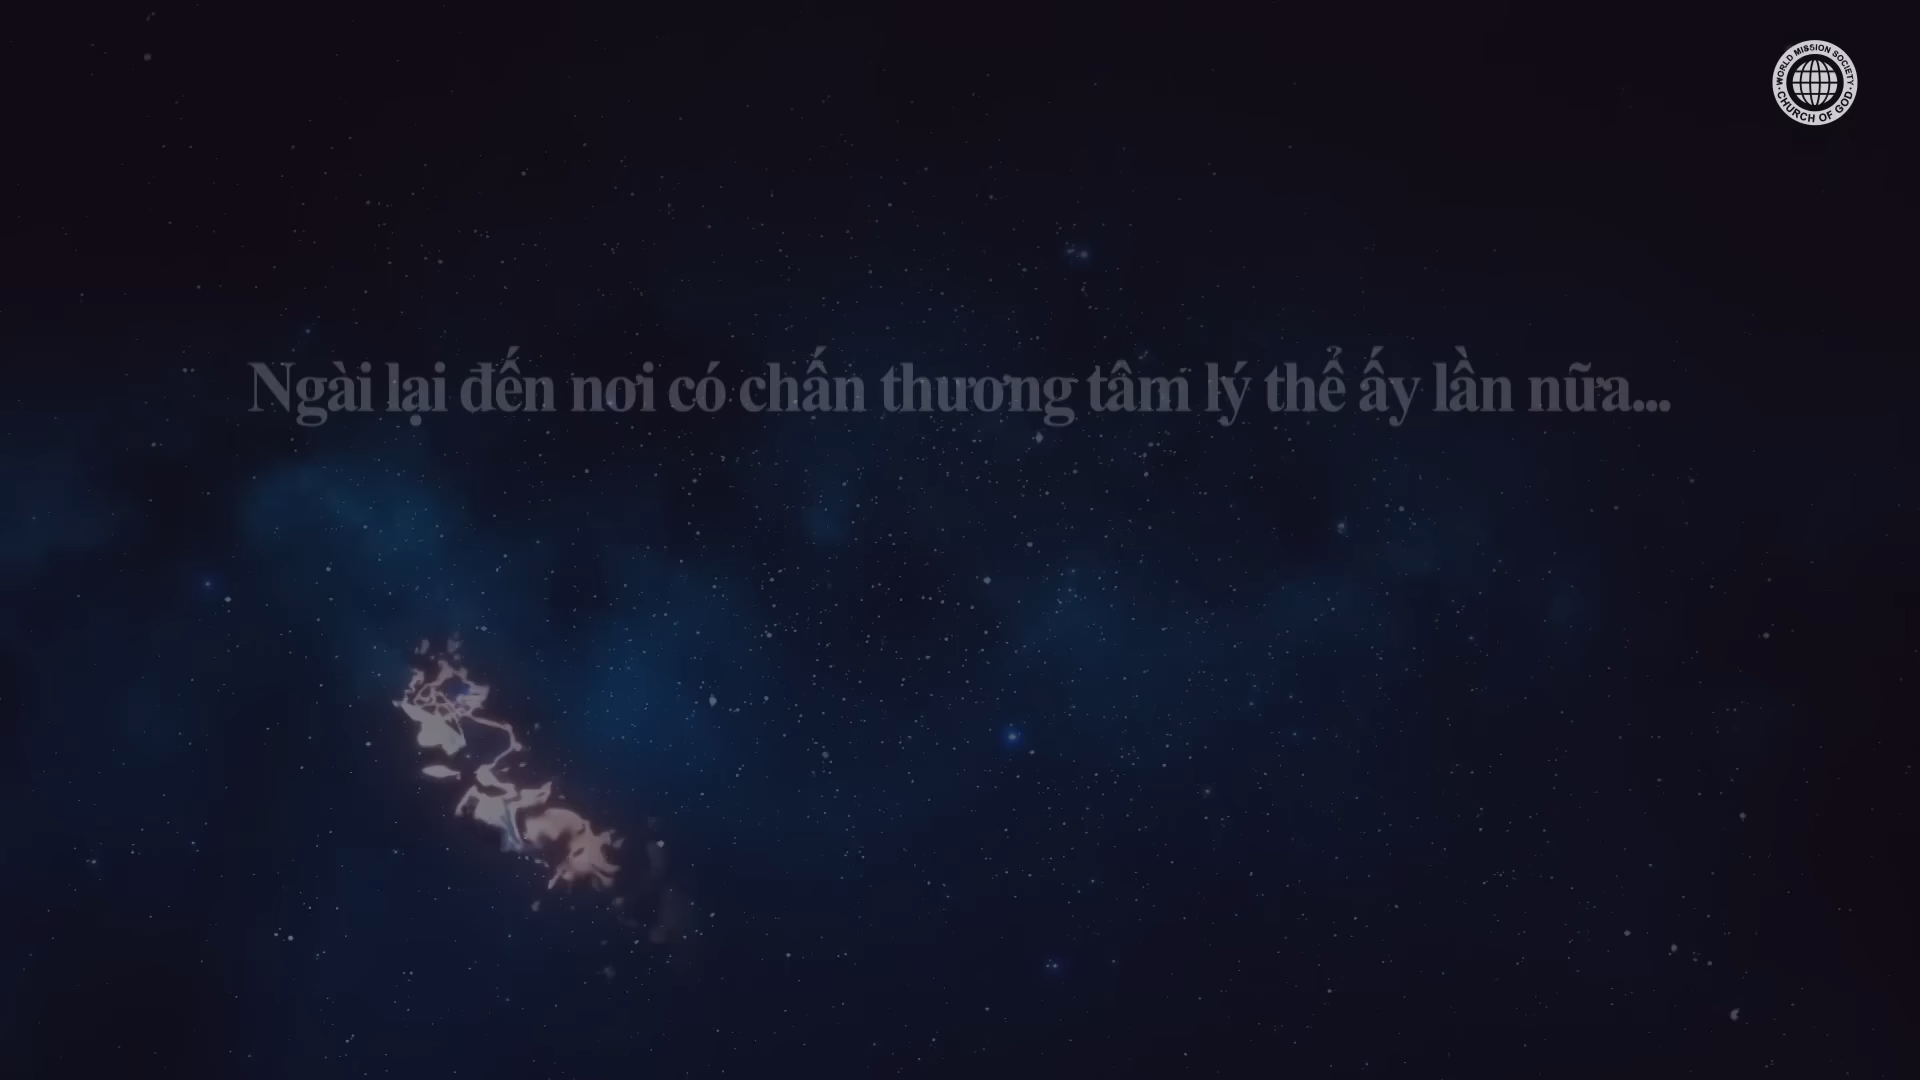 WORLD MISSION SOCIETY
CHURCH OF GOD
Ngài lại đến nơi có chấn thương tâm lý thể ấy lần nữa...